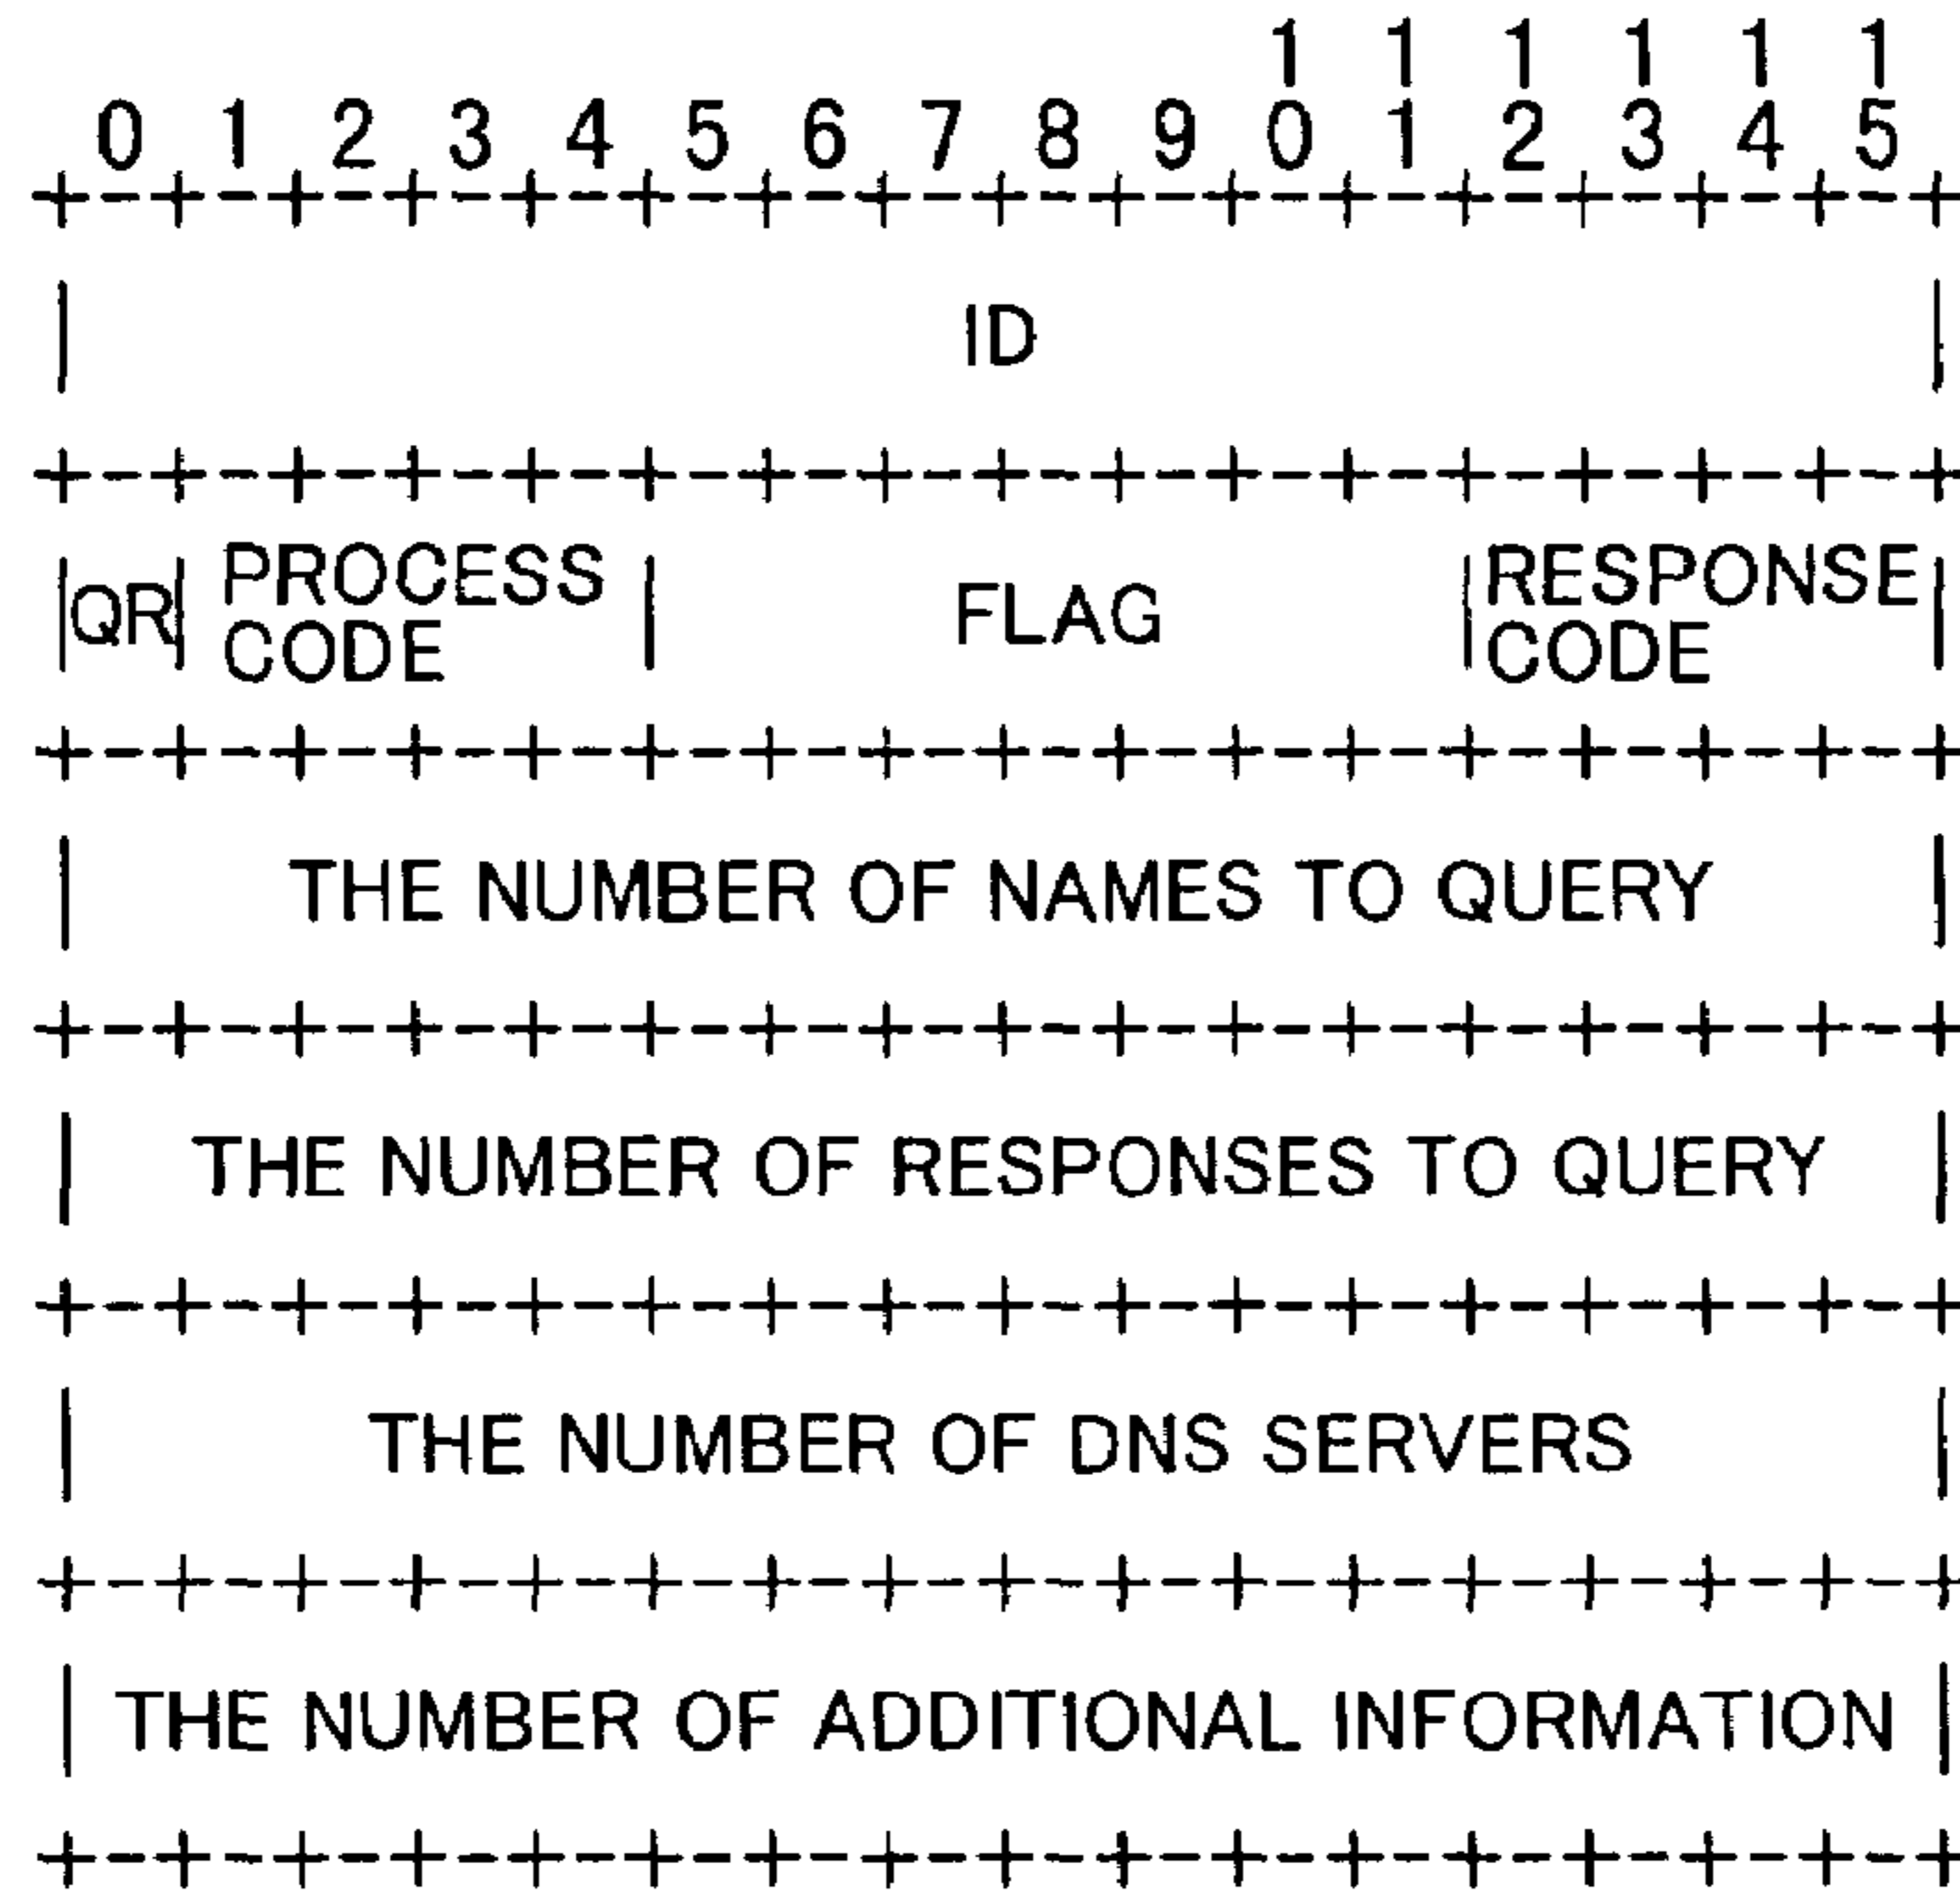 1 1 1 1 1 1
0 1 2 3 4 5 6 7 8 9 0 1 2 3 4 5
+--+--+--+--+--+--+--+--+--+--+--+--+--+--+--+--+
| ID |
+--+--+--+--+--+--+--+--+--+--+--+--+--+--+--+--+
|QR| PROCESS CODE | FLAG | RESPONSE CODE |
+--+--+--+--+--+--+--+--+--+--+--+--+--+--+--+--+
| THE NUMBER OF NAMES TO QUERY |
+--+--+--+--+--+--+--+--+--+--+--+--+--+--+--+--+
| THE NUMBER OF RESPONSES TO QUERY |
+--+--+--+--+--+--+--+--+--+--+--+--+--+--+--+--+
| THE NUMBER OF DNS SERVERS |
+--+--+--+--+--+--+--+--+--+--+--+--+--+--+--+--+
| THE NUMBER OF ADDITIONAL INFORMATION |
+--+--+--+--+--+--+--+--+--+--+--+--+--+--+--+--+